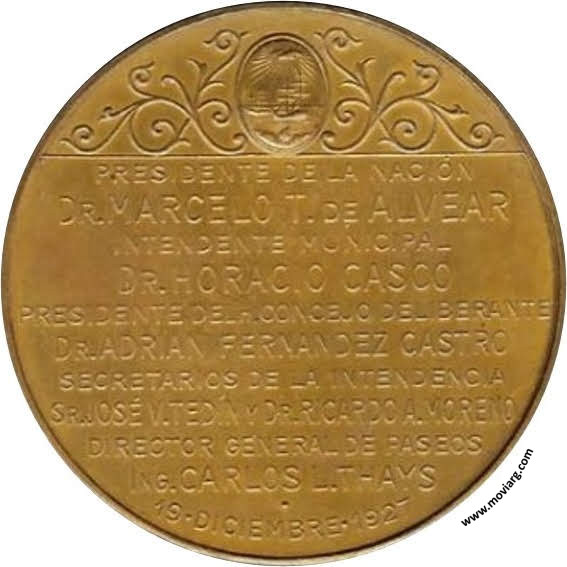 PRESIDENTE DE LA NACIÓN
DR. MARCELO T. DE ALVEAR
INTENDENTE MUNICIPAL
DR. HORACIO CASCO
PRESIDENTE DEL H. CONCEJO DELIBERANTE
DR. ADRIAN FERNANDEZ CASTRO
SECRETARIOS DE LA INTENDENCIA
SR. JOSÉ V. TEDÍN Y DR. RICARDO A. MORENO
DIRECTOR GENERAL DE PASEOS
ING. CARLOS L. THAYS
19·DICIEMBRE·1927
www.moviarg.com